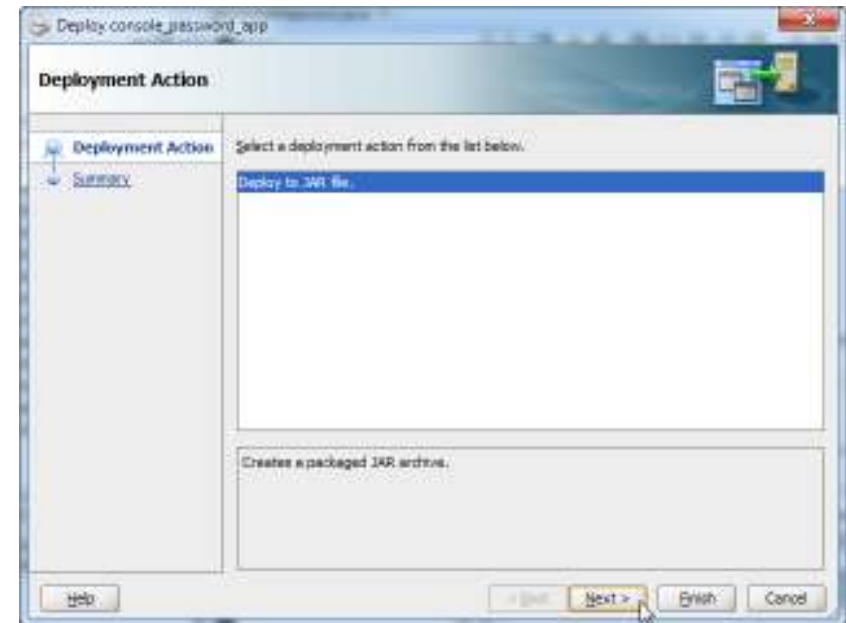 Deploy console_password_app
Deployment Action
Deployment Action
Summary
Select a deployment action from the list below.
Deploy to JAR file.
Creates a packaged JAR archive.
Help
< Back
Next >
Finish
Cancel